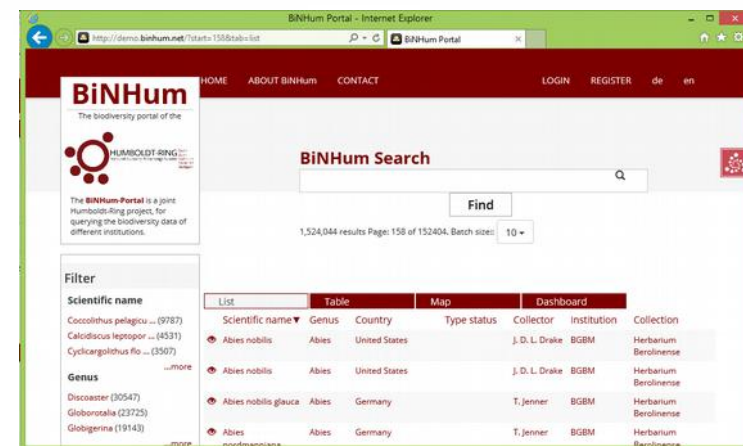 BiNHum Portal - Internet Explorer
http://demo.binhum.net/?start=158&tab=list
BiNHum Portal
HOME ABOUT BiNHum CONTACT LOGIN REGISTER de en
BiNHum
The biodiversity portal of the
HUMBOLDT-RING
The BiNHum-Portal is a joint
Humboldt-Ring project, for
querying the biodiversity data of
different institutions.
BiNHum Search
Find
1,524,044 results Page: 158 of 152404. Batch size:: 10
Filter
Scientific name
Coccolithus pelagicu ... (9787)
Calcidiscus leptopor ... (4531)
Cyclicargolithus flo ... (3507)
...more
Genus
Discoaster (30547)
Globorotalia (23725)
Globigerina (19143)
...more
List Table Map Dashboard
Scientific name Genus Country Type status Collector Institution Collection
Abies nobilis Abies United States J. D. L. Drake BGBM Herbarium
Berolinense
Abies nobilis Abies United States J. D. L. Drake BGBM Herbarium
Berolinense
Abies nobilis glauca Abies Germany T. Jenner BGBM Herbarium
Berolinense
Abies Abies Germany T. Jenner BGBM Herbarium
nordmanniana Berolinense